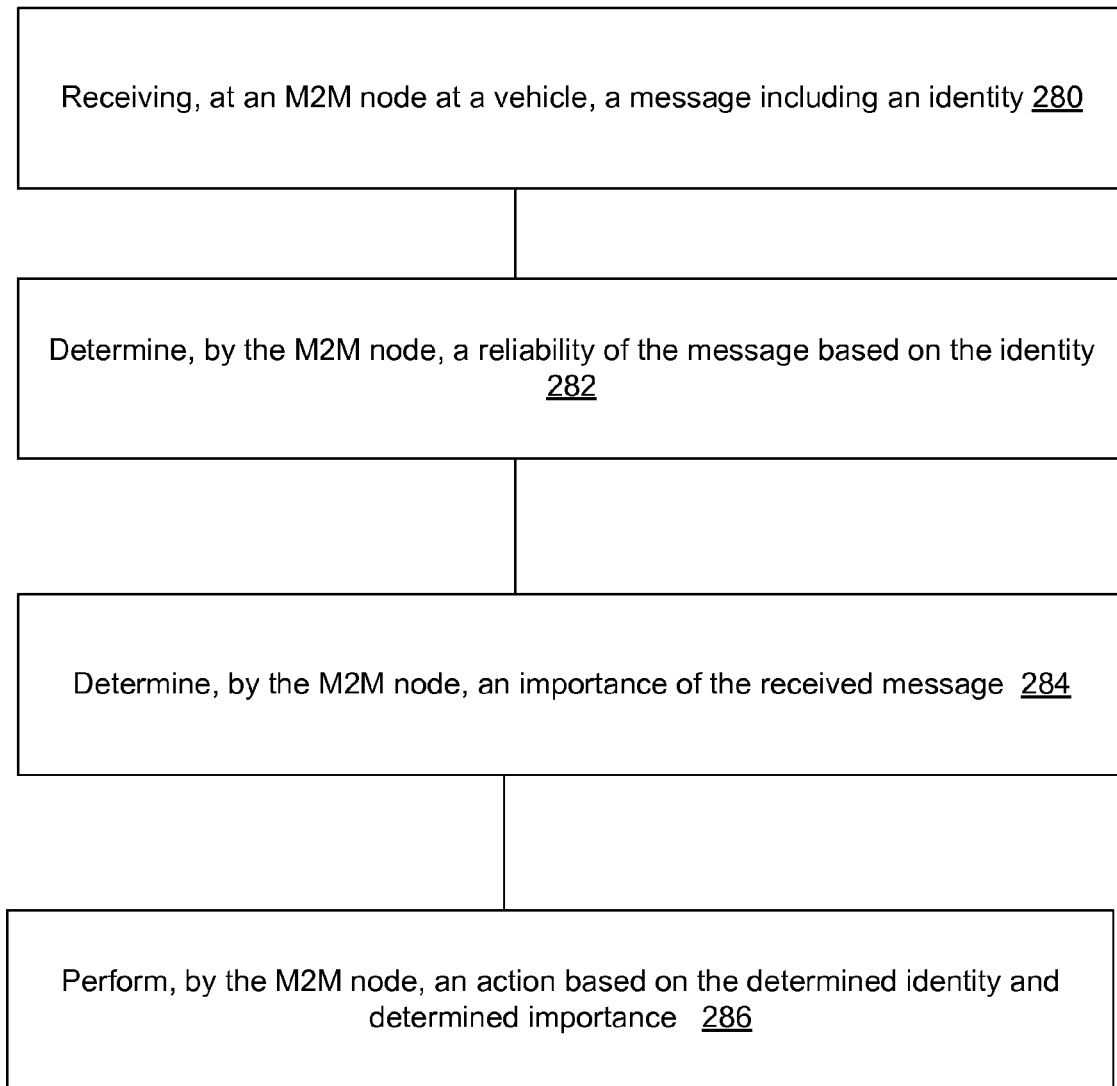 Receiving, at an M2M node at a vehicle, a message including an identity 280
Determine, by the M2M node, a reliability of the message based on the identity
282
Determine, by the M2M node, an importance of the received message 284
Perform, by the M2M node, an action based on the determined identity and
determined importance 286